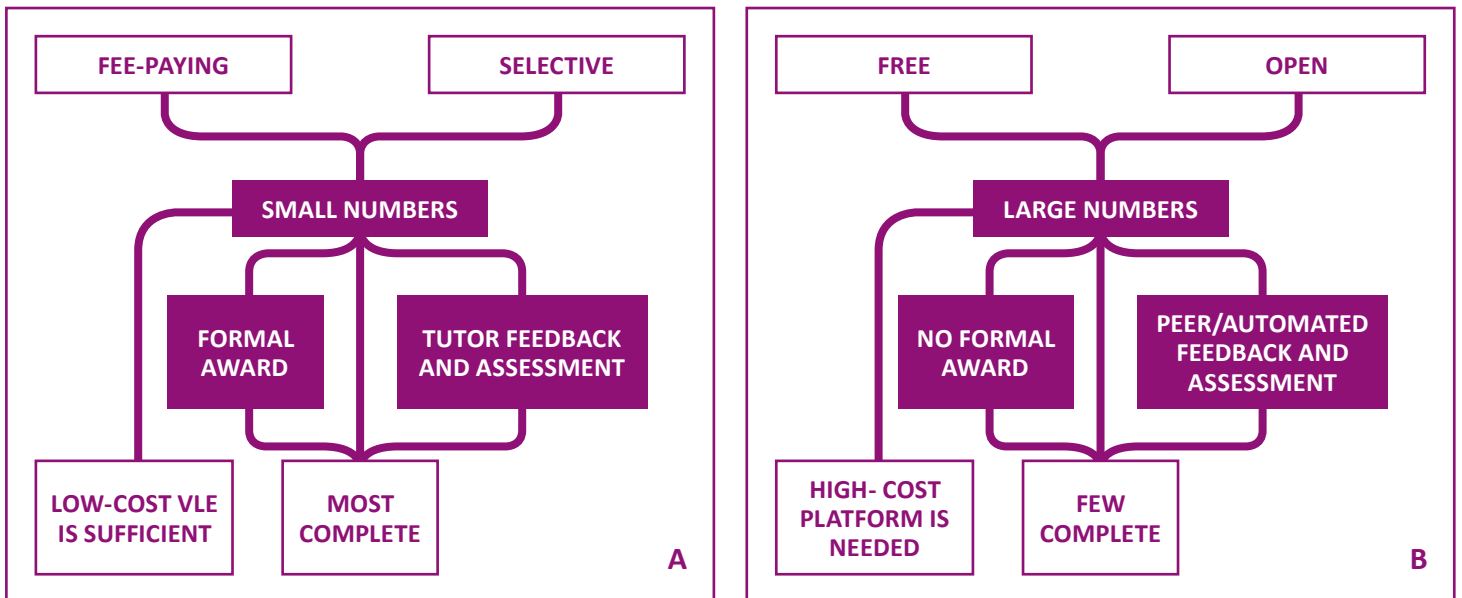 FEE-PAYING
SELECTIVE
SMALL NUMBERS
FORMAL
AWARD
TUTOR FEEDBACK
AND ASSESSMENT
LOW-COST VLE
IS SUFFICIENT
MOST
COMPLETE
A
FREE
OPEN
LARGE NUMBERS
NO FORMAL
AWARD
PEER/AUTOMATED
FEEDBACK AND
ASSESSMENT
HIGH- COST
PLATFORM IS
NEEDED
FEW
COMPLETE
B